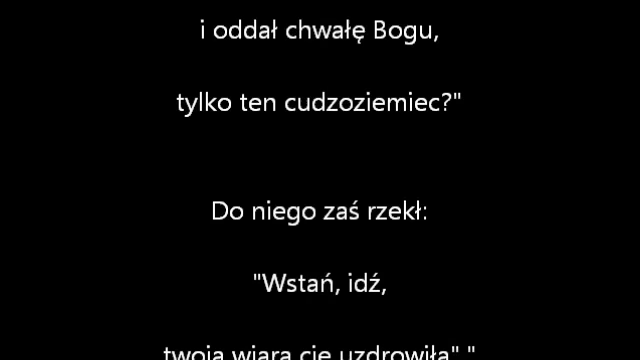 i oddał chwałę Bogu,
tylko ten cudzoziemiec?"
Do niego zaś rzekł:
"Wstań, idź,
twoja wiara cię uzdrowiła"."